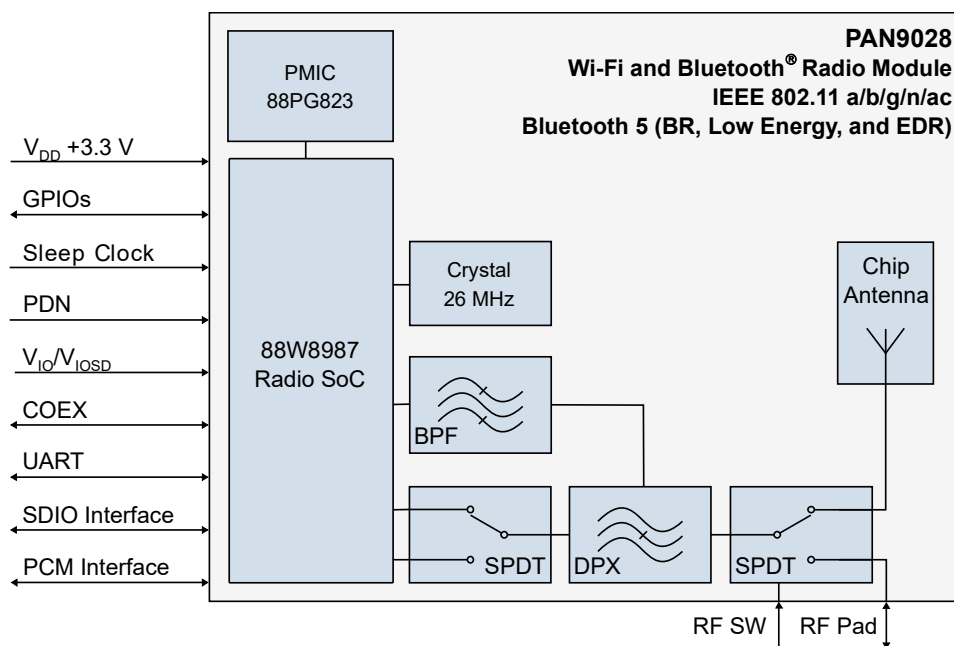 PAN9028
Wi-Fi and Bluetooth® Radio Module
IEEE 802.11 a/b/g/n/ac
Bluetooth 5 (BR, Low Energy, and EDR)
PMIC
88PG823
VDD +3.3 V
GPIOs
Sleep Clock
PDN
VIO/VIOSD
COEX
UART
SDIO Interface
PCM Interface
88W8987
Radio SoC
Crystal
26 MHz
BPF
SPDT
DPX
SPDT
Chip
Antenna
RF SW
RF Pad